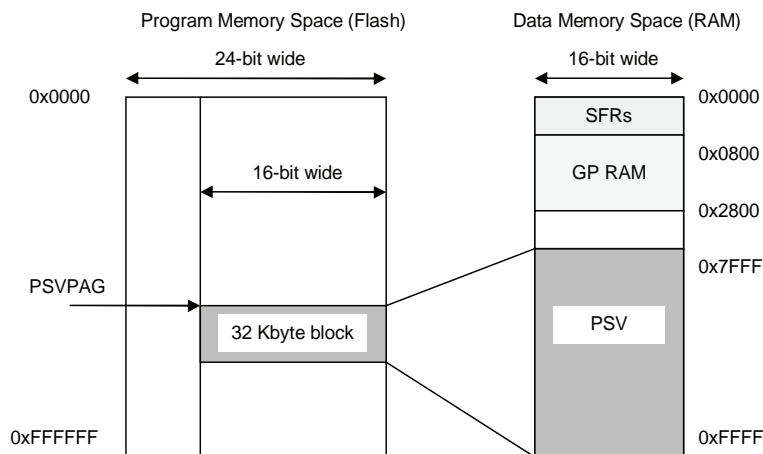 Program Memory Space (Flash)
Data Memory Space (RAM)
24-bit wide
16-bit wide
0x0000
0x0000
SFRs
0x0800
16-bit wide
GP RAM
0x2800
0x7FFF
PSVPAG
32 Kbyte block
PSV
0xFFFFFF
0xFFFF